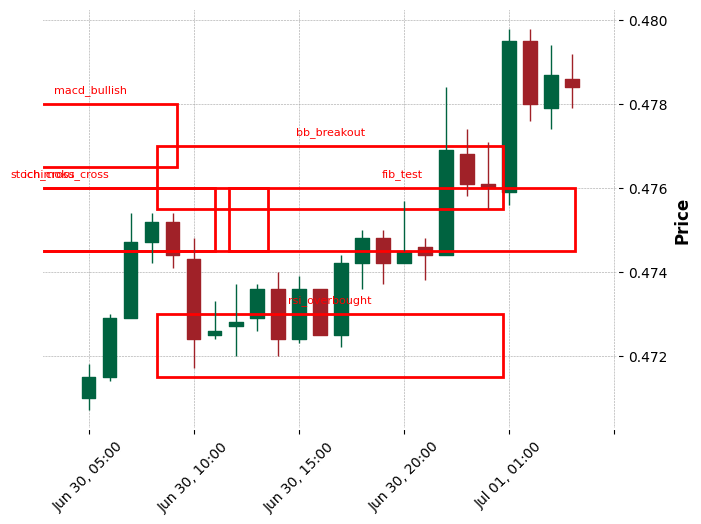 0.480
macd_bullish
0.478
bb_breakout
stoch_cross
ichimoku_cross
fib_test
0.476
Price
0.474
rsi_overbought
0.472
Jun 30, 05:00
Jun 30, 10:00
Jun 30, 15:00
Jun 30, 20:00
Jul 01, 01:00